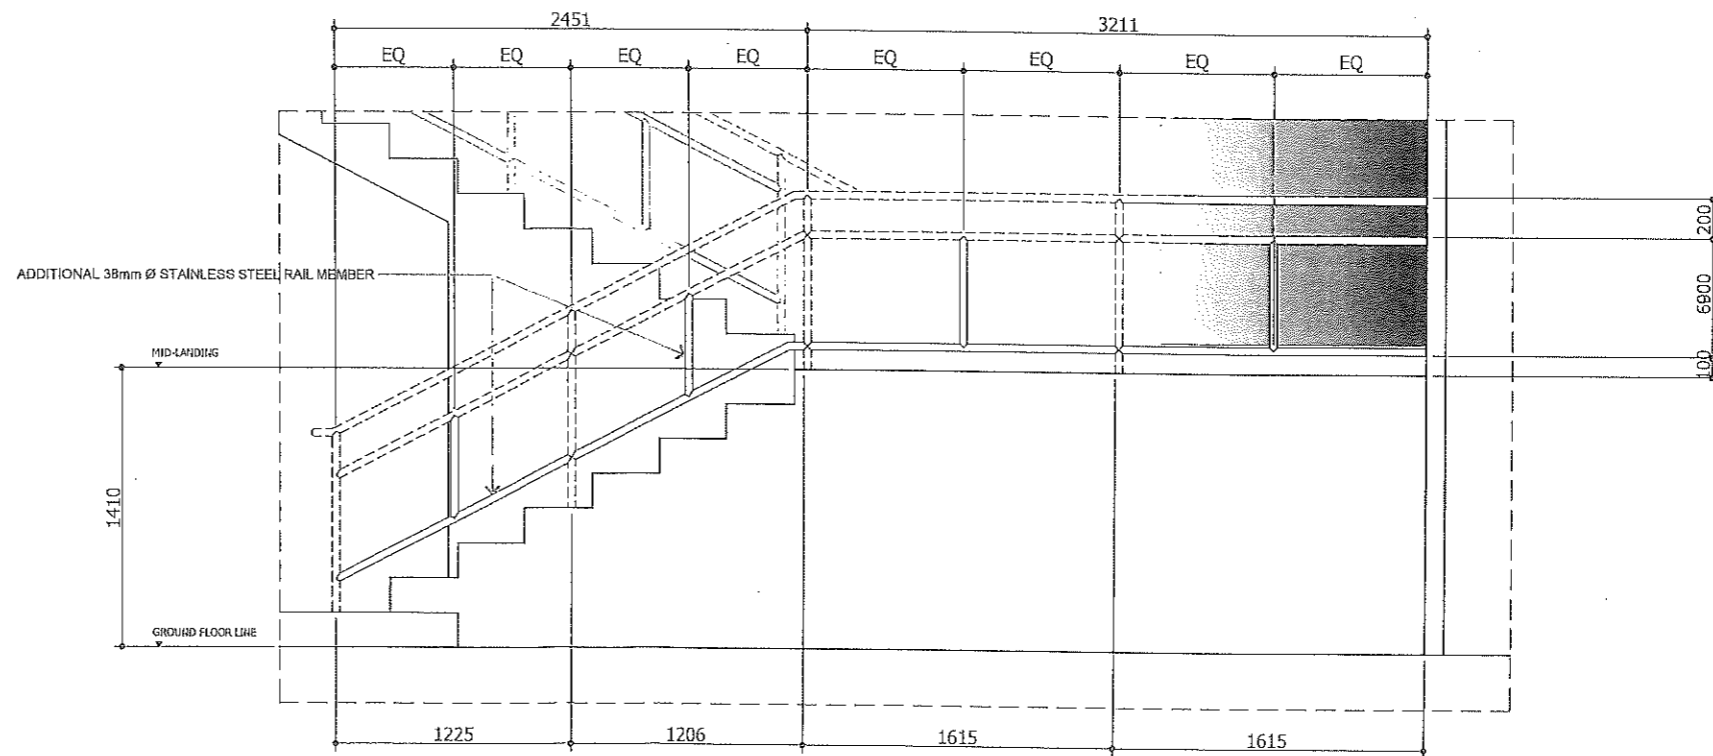 2451
3211
EQ
EQ
EQ
EQ
EQ
EQ
EQ
EQ
ADDITIONAL 38mm Ø STAINLESS STEEL RAIL MEMBER
200
6900
100
MID-LANDING
1410
GROUND FLOOR LINE
1225
1206
1615
1615